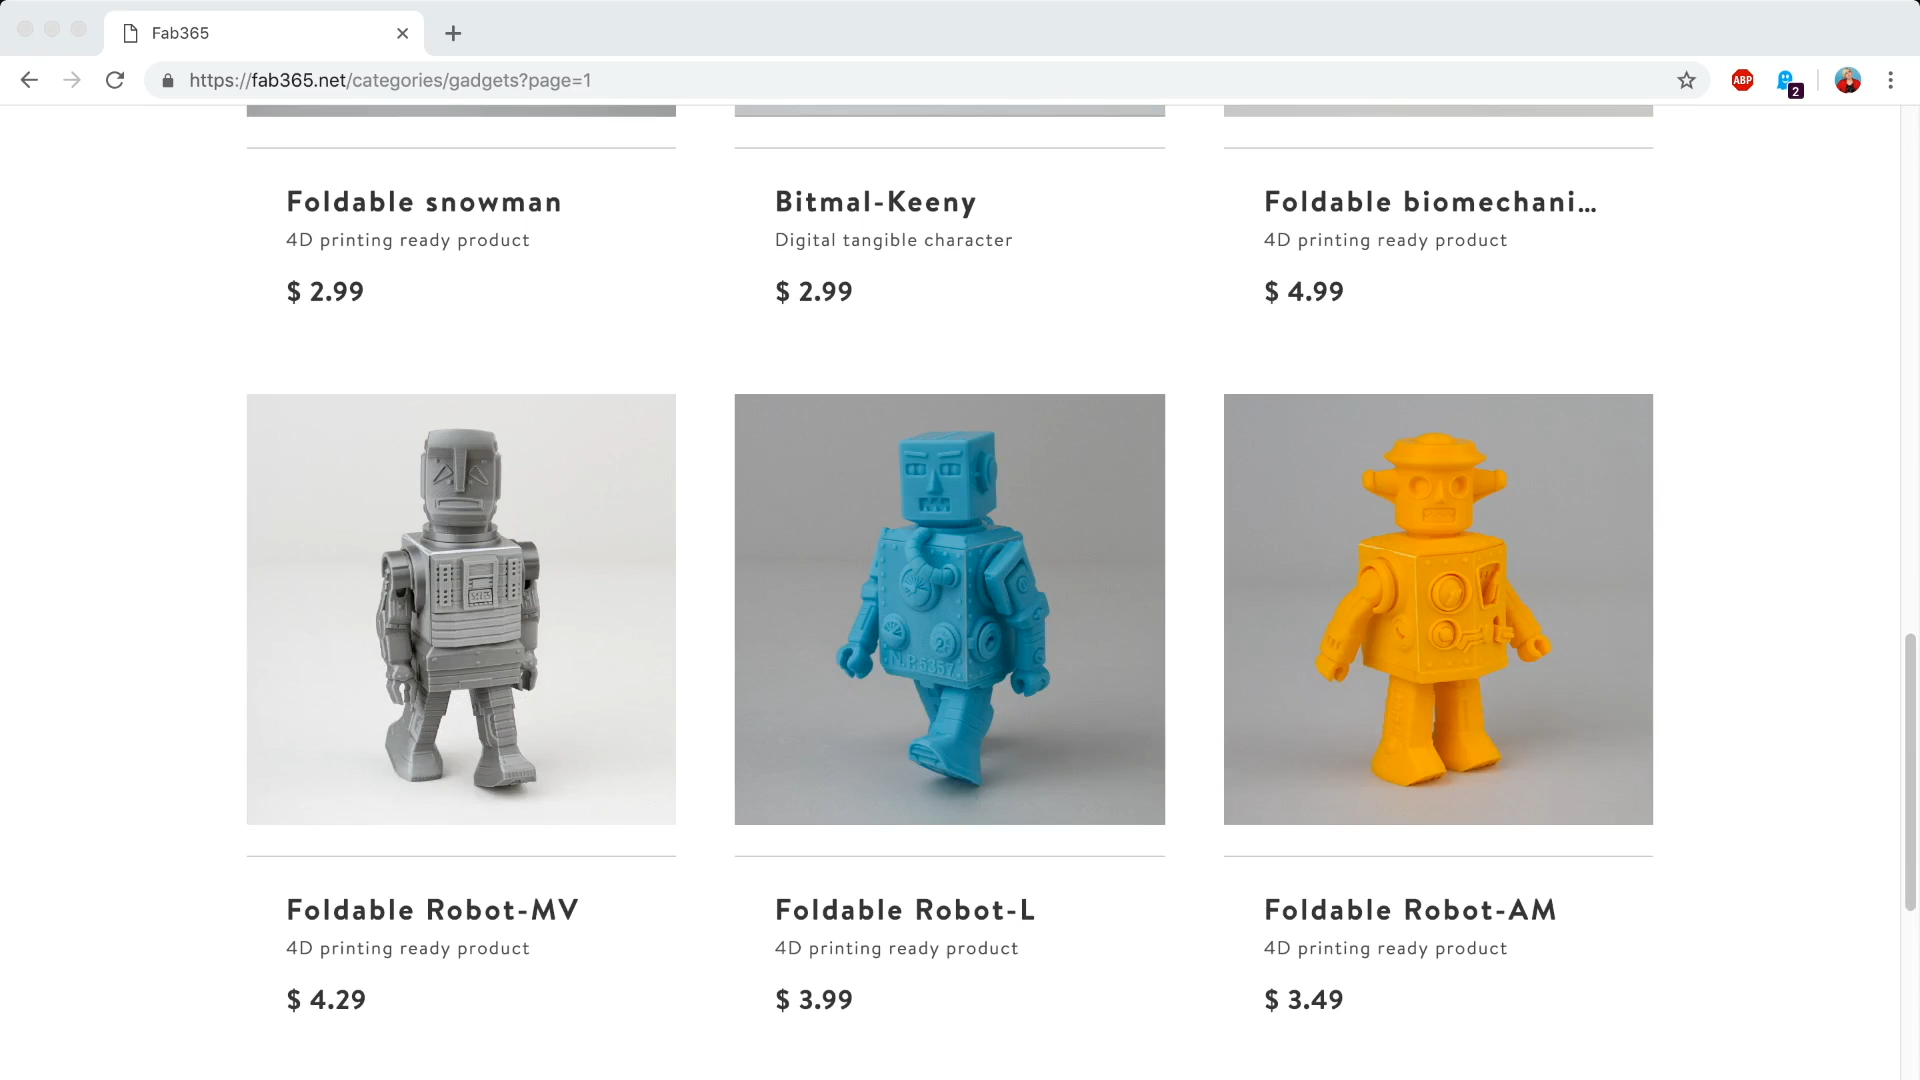 Fab365
https://fab365.net/categories/gadgets?page=1
ABP
2
Foldable snowman
Bitmal-Keeny
Foldable biomechani...
4D printing ready product
Digital tangible character
4D printing ready product
$ 2.99
$ 2.99
$ 4.99
N.P.5357
Foldable Robot-MV
Foldable Robot-L
Foldable Robot-AM
4D printing ready product
4D printing ready product
4D printing ready product
$ 4.29
$ 3.99
$ 3.49